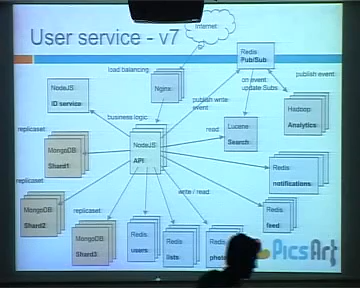 User service - v7
Internet
Redis:
Pub/Sub
load balancing:
on event:
update Subs.
publish event:
NodeJS:
ID service
Nginx:
publish write
event
Hadoop:
Analytics
business logic:
replicaset:
NodeJS:
API
read:
Lucene:
Search
MongoDB:
Shard1
Redis:
notifications
replicaset:
write / read:
MongoDB:
Shard2
replicaset:
MongoDB:
Shard3
Redis:
users
Redis:
lists
Redis:
photo
Redis:
feed
PicsArt